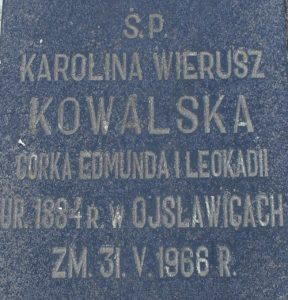 Ś.P.
KAROLINA WIERUSZ
KOWALSKA
CÓRKA EDMUNDA I LEOKADII
UR. 1884 R. W OJSŁAWICACH
ZM. 31. V. 1966 R.